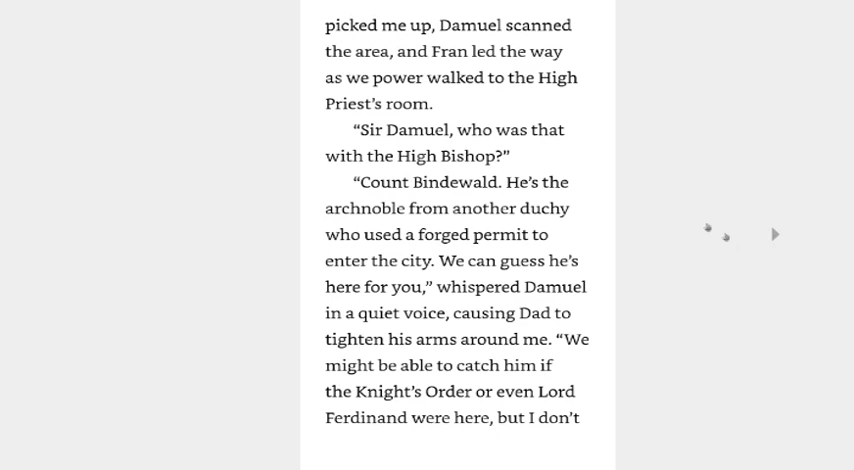 picked me up, Damuel scanned
the area, and Fran led the way
as we power walked to the High
Priest’s room.
“Sir Damuel, who was that
with the High Bishop?”
“Count Bindewald. He’s the
archnoble from another duchy
who used a forged permit to
enter the city. We can guess he’s
here for you,” whispered Damuel
in a quiet voice, causing Dad to
tighten his arms around me. “We
might be able to catch him if
the Knight’s Order or even Lord
Ferdinand were here, but I don’t